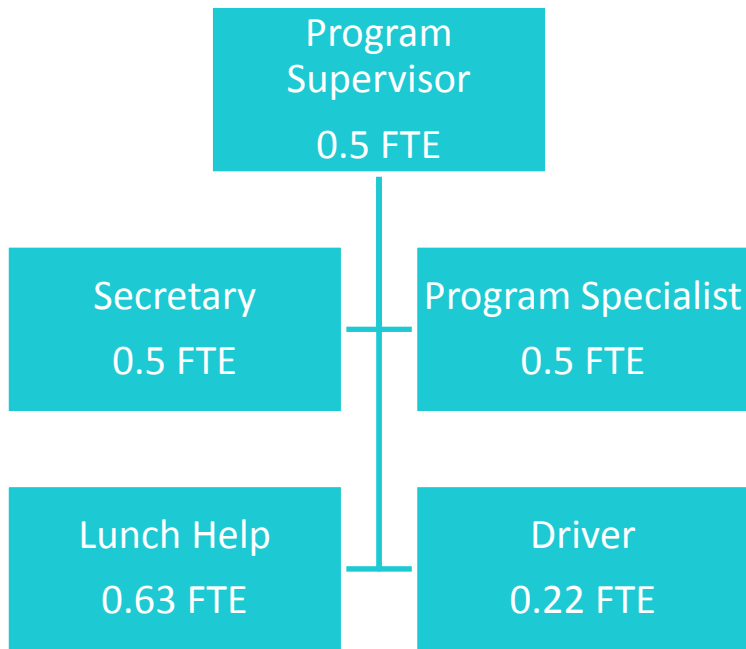 Program
Supervisor
0.5 FTE
Secretary
0.5 FTE
Program Specialist
0.5 FTE
Lunch Help
0.63 FTE
Driver
0.22 FTE